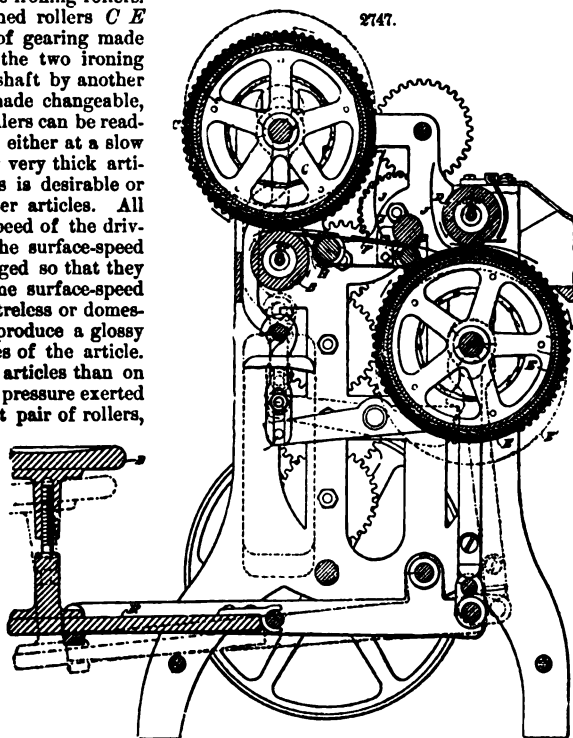 e ironing rollers.
ned rollers C E
of gearing made
the two ironing
shaft by another
nade changeable,
llers can be read-
either at a slow
very thick arti-
s is desirable or
er articles. All
peed of the driv-
he surface-speed
ged so that they
ne surface-speed
treless or domes-
produce a glossy
es of the article.
articles than on
pressure exerted
t pair of rollers,
2747.
C
E